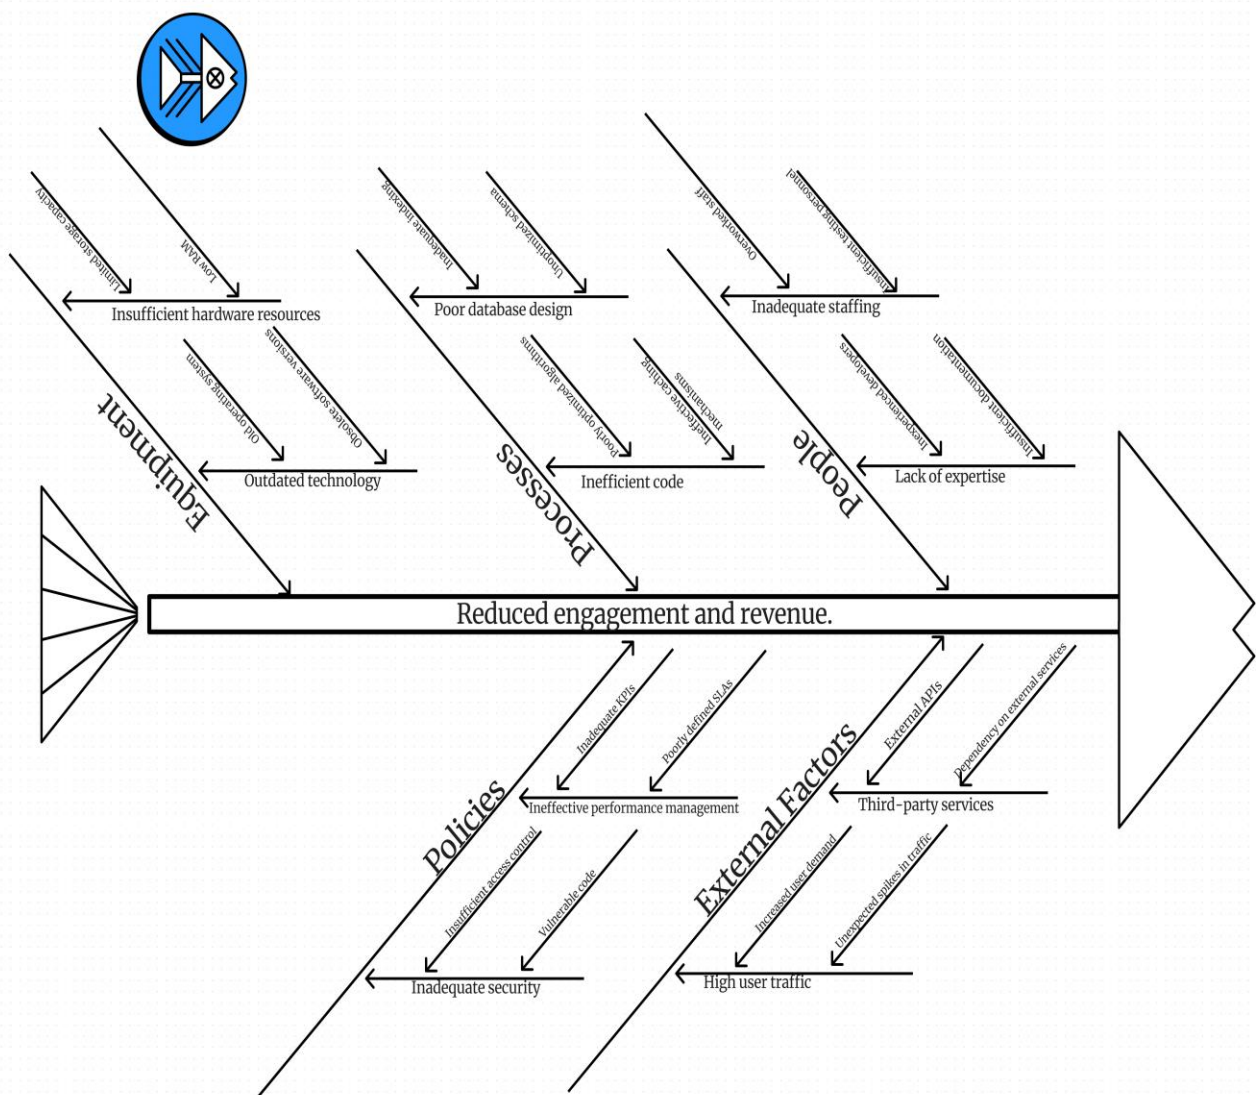 Limited storage capacity
Low RAM
Insufficient hardware resources
Old operating system
Obsolete software versions
Outdated technology
Equipment
Inadequate Indexing
Unoptimized schema
Poor database design
Poorly optimized algorithms
Ineffective caching
mechanisms
Inefficient code
Processes
Overworked staff
Insufficient testing personnel
Inadequate staffing
Inexperienced developers
Insufficient documentation
Lack of expertise
People
Reduced engagement and revenue.
Inadequate KPIs
Poorly defined SLAs
Ineffective performance management
Insufficient access control
Vulnerable code
Inadequate security
Policies
External APIs
Dependency on external services
Third-party services
Increased user demand
Unexpected spikes in traffic
High user traffic
External Factors